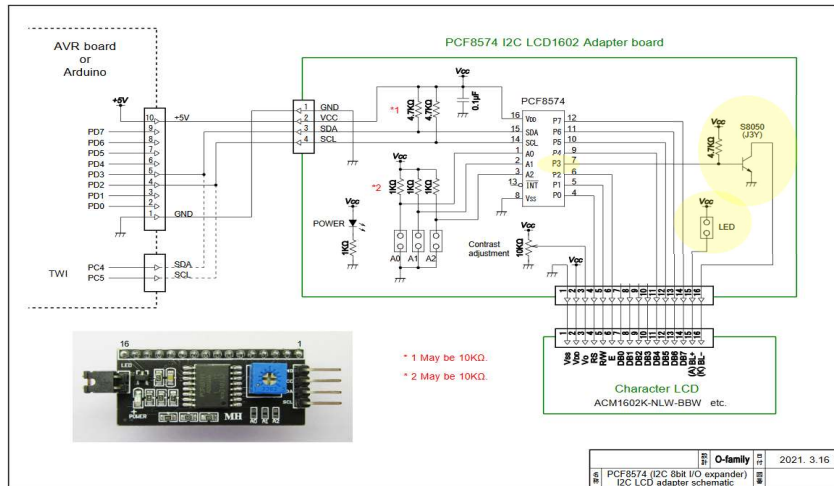 PCF8574 I2C LCD1602 Adapter board
AVR board
or
Arduino
+5V
10
9
8
7
6
5
4
3
2
1
PD7
PD6
PD5
PD4
PD3
PD2
PD1
PD0
+5V
GND
TWI
PC4
PC5
SDA
SCL
1 GND
2 VCC
3 SDA
4 SCL
*1
4.7KΩ
4.7KΩ
Vcc
0.1μF
PCF8574
16 VDD P7 12
15 SDA P6 11
14 SCL P5 10
1 A0 P4 9
2 A1 P3 7
3 A2 P2 6
13 INT P1 5
8 Vss P0 4
Vcc
*2
1KΩ
1KΩ
1KΩ
A0 A1 A2
Vcc
POWER
1KΩ
Contrast
adjustment
Vcc
10KΩ
Vcc
4.7KΩ
S8050
(J3Y)
Vcc
LED
Vcc
1 2 3 4 5 6 7 8 9 10 11 12 13 14 15 16
1 2 3 4 5 6 7 8 9 10 11 12 13 14 15 16
Vss
VDD
Vo
RS
R/W
E
DB0
DB1
DB2
DB3
DB4
DB5
DB6
DB7
(A) BL+
(K) BL-
Character LCD
ACM1602K-NLW-BBW etc.
* 1 May be 10KΩ.
* 2 May be 10KΩ.
16 1
LED
POWER
MH
SCL
O-family
2021. 3.16
PCF8574 (I2C 8bit I/O expander)
I2C LCD adapter schematic